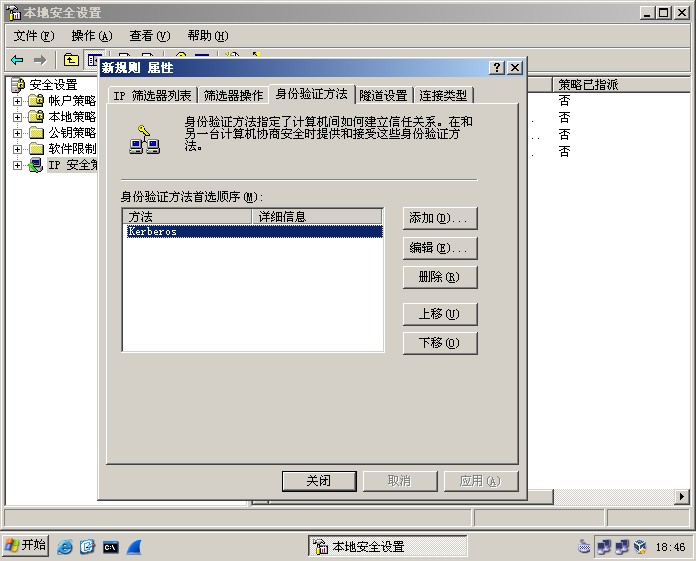 本地安全设置
文件(F) 操作(A) 查看(V) 帮助(H)
新规则 属性
安全设置
帐户策略
本地策略
公钥策略
软件限制
IP 安全策
策略已指派
否
否
否
否
IP 筛选器列表 筛选器操作 身份验证方法 隧道设置 连接类型
身份验证方法指定了计算机间如何建立信任关系。在和
另一台计算机协商安全时提供和接受这些身份验证方
法。
身份验证方法首选顺序(M):
方法 详细信息
Kerberos
添加(D)...
编辑(E)...
删除(R)
上移(U)
下移(O)
关闭 取消 应用(A)
开始 本地安全设置 18:46